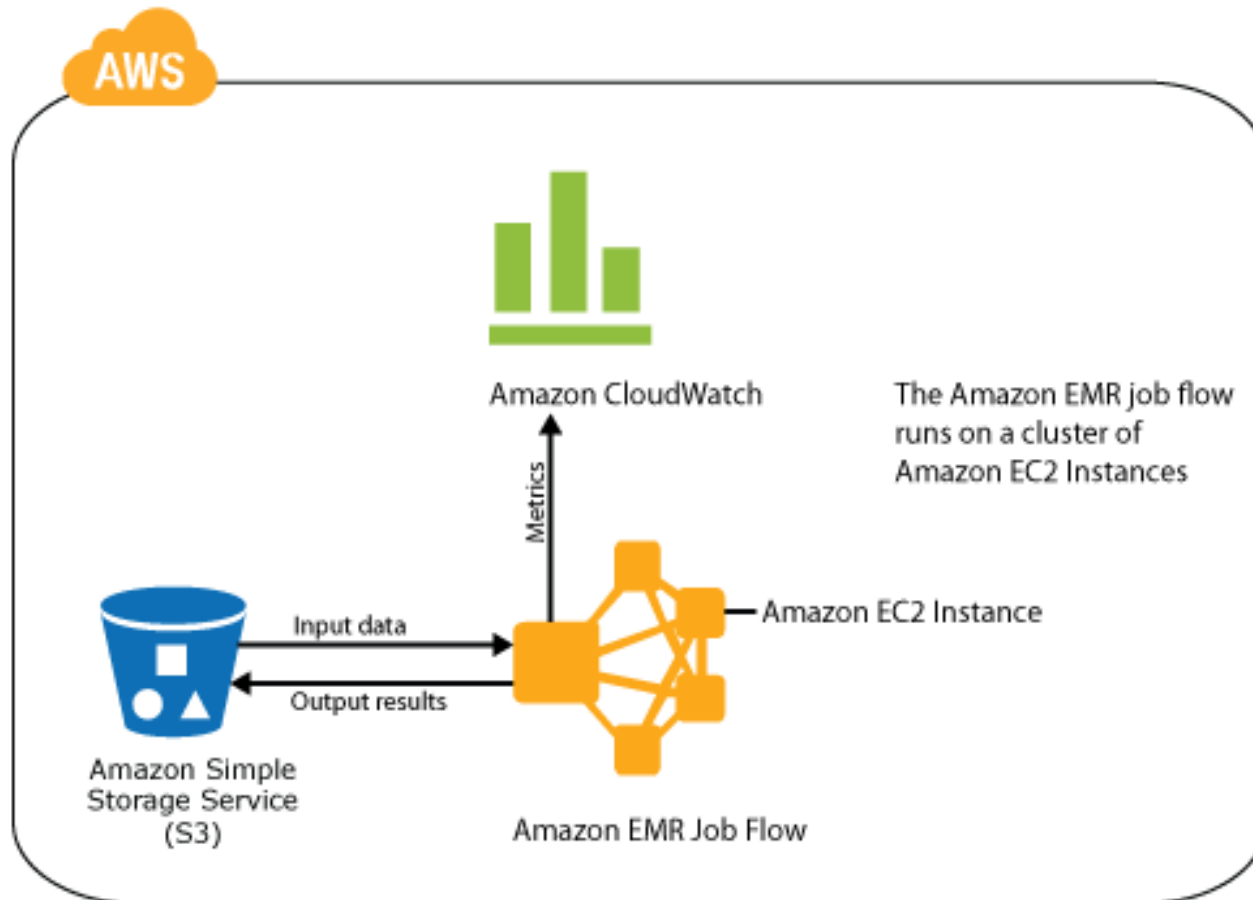 AWS
Amazon CloudWatch
The Amazon EMR job flow
runs on a cluster of
Amazon EC2 Instances
Metrics
Amazon EC2 Instance
Input data
Output results
Amazon Simple
Storage Service
(S3)
Amazon EMR Job Flow